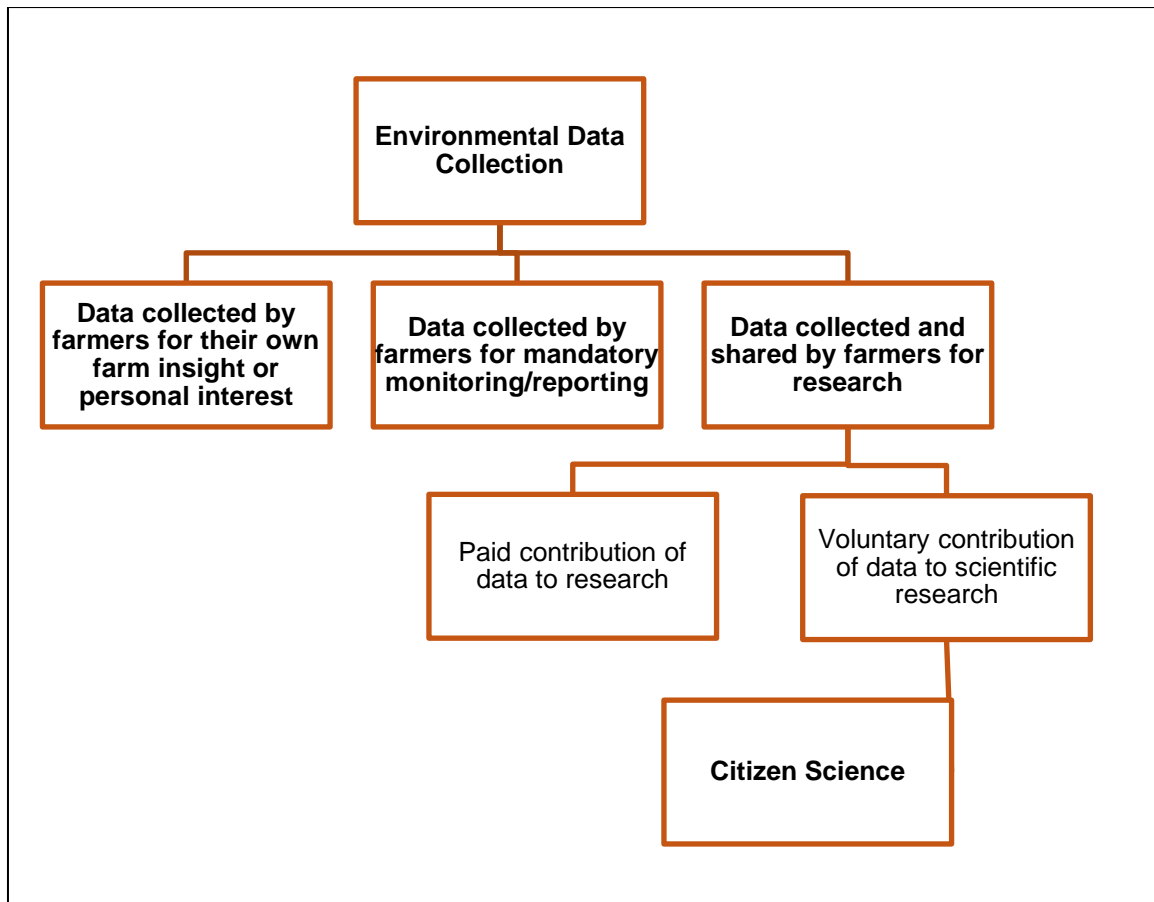 Environmental Data
Collection
Data collected by
farmers for their own
farm insight or
personal interest
Data collected by
farmers for mandatory
monitoring/reporting
Data collected and
shared by farmers for
research
Paid contribution of
data to research
Voluntary contribution
of data to scientific
research
Citizen Science